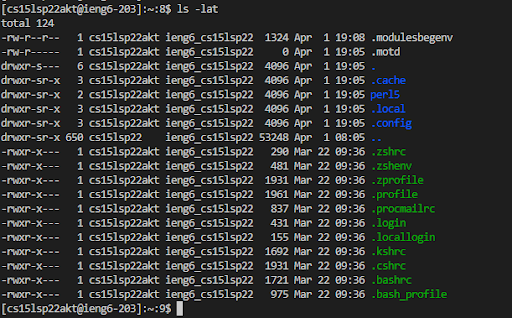 [cs15lsp22akt@ieng6-203]:~:8$ ls -lat
total 124
-rw-r--r--   1 cs15lsp22akt ieng6_cs15lsp22  1324 Apr  1 19:08 .modulesbegenv
-rw-r-----   1 cs15lsp22akt ieng6_cs15lsp22     0 Apr  1 19:05 .motd
drwxr-s---   6 cs15lsp22akt ieng6_cs15lsp22  4096 Apr  1 19:05 .
drwxr-sr-x   3 cs15lsp22akt ieng6_cs15lsp22  4096 Apr  1 19:05 .cache
drwxr-sr-x   2 cs15lsp22akt ieng6_cs15lsp22  4096 Apr  1 19:05 perl5
drwxr-sr-x   3 cs15lsp22akt ieng6_cs15lsp22  4096 Apr  1 19:05 .local
drwxr-sr-x   3 cs15lsp22akt ieng6_cs15lsp22  4096 Apr  1 19:05 .config
drwxr-sr-x 650 cs15lsp22    ieng6_cs15lsp22 53248 Apr  1 08:05 ..
-rwxr-x---   1 cs15lsp22akt ieng6_cs15lsp22   290 Mar 22 09:36 .zshrc
-rwxr-x---   1 cs15lsp22akt ieng6_cs15lsp22   481 Mar 22 09:36 .zshenv
-rwxr-x---   1 cs15lsp22akt ieng6_cs15lsp22  1931 Mar 22 09:36 .zprofile
-rwxr-x---   1 cs15lsp22akt ieng6_cs15lsp22  1961 Mar 22 09:36 .profile
-rwxr-x---   1 cs15lsp22akt ieng6_cs15lsp22   837 Mar 22 09:36 .procmailrc
-rwxr-x---   1 cs15lsp22akt ieng6_cs15lsp22   431 Mar 22 09:36 .login
-rwxr-x---   1 cs15lsp22akt ieng6_cs15lsp22   155 Mar 22 09:36 .locallogin
-rwxr-x---   1 cs15lsp22akt ieng6_cs15lsp22  1692 Mar 22 09:36 .kshrc
-rwxr-x---   1 cs15lsp22akt ieng6_cs15lsp22  1931 Mar 22 09:36 .cshrc
-rwxr-x---   1 cs15lsp22akt ieng6_cs15lsp22  1721 Mar 22 09:36 .bashrc
-rwxr-x---   1 cs15lsp22akt ieng6_cs15lsp22   975 Mar 22 09:36 .bash_profile
[cs15lsp22akt@ieng6-203]:~:9$